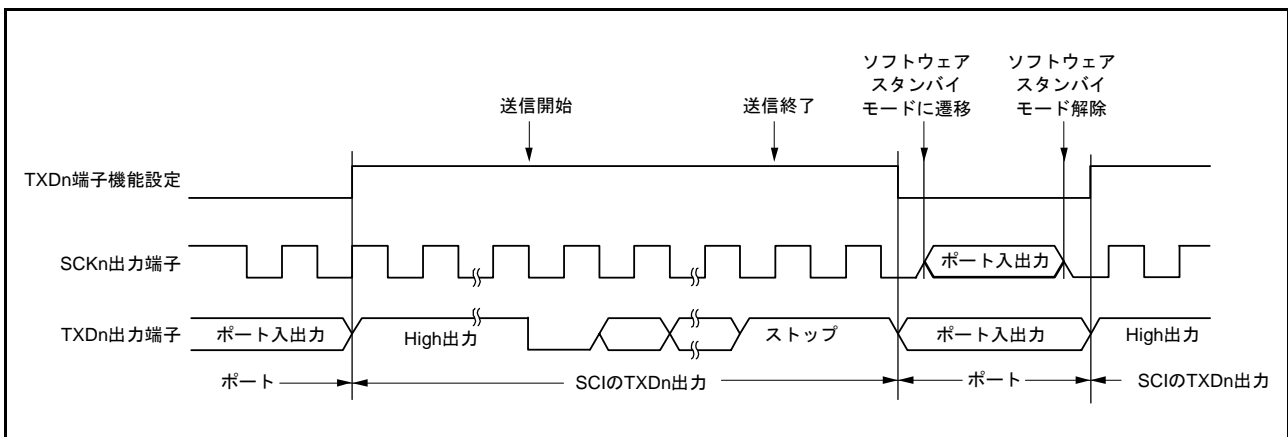 ソフトウェア
スタンバイ
モードに遷移
ソフトウェア
スタンバイ
モード解除
送信開始
送信終了
TXDn端子機能設定
SCKn出力端子
ポート入出力
TXDn出力端子
ポート入出力
High出力
ストップ
ポート入出力
High出力
ポート
SCIのTXDn出力
ポート
SCIのTXDn出力